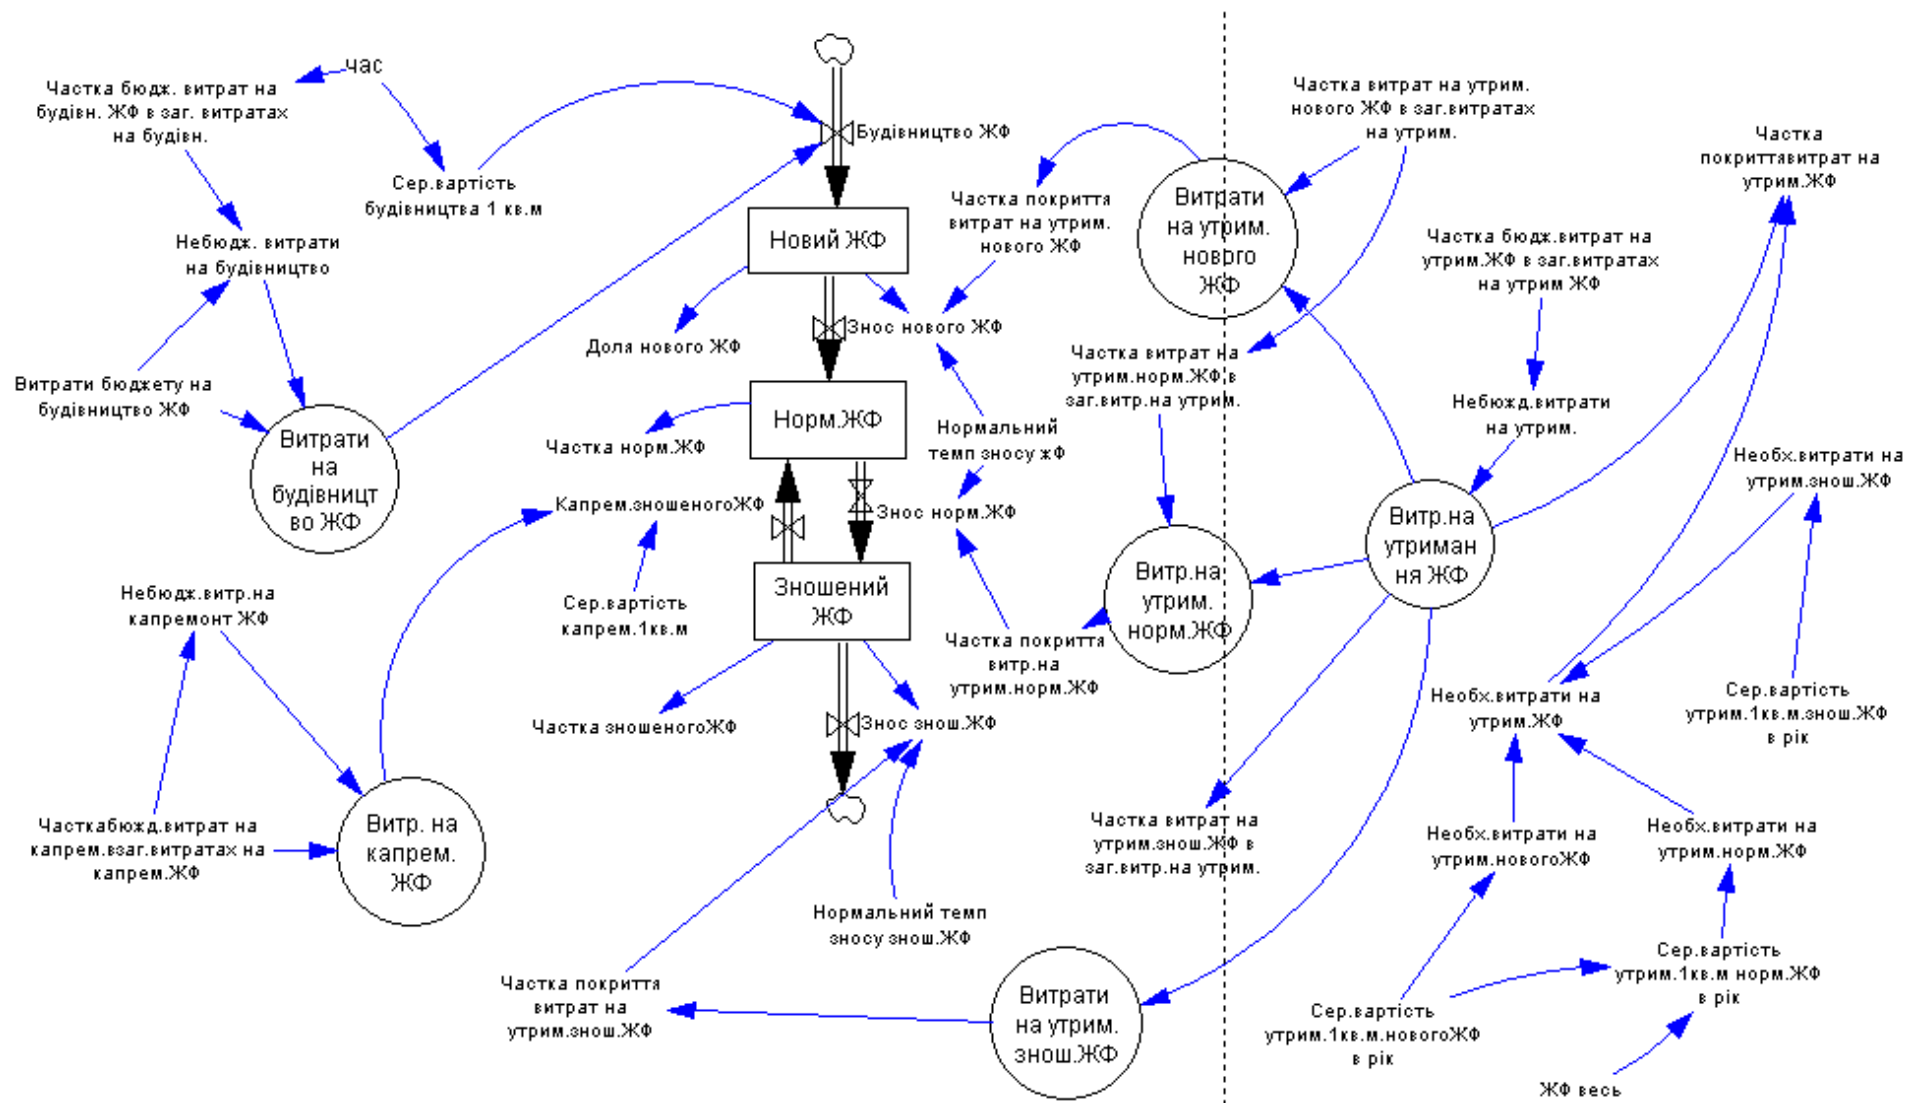 час
Частка бюдж. витрат на
будівн. ЖФ в заг. витратах
на будівн.
Сер.вартість
будівництва 1 кв.м
Небюдж. витрати
на будівництво
Витрати бюджету на
будівництво ЖФ
Витрати
на
будівницт
во ЖФ
Небюдж.витр.на
капремонт ЖФ
Часткабюжд.витрат на
капрем.взаг.витратах на
капрем.ЖФ
Витр. на
капрем.
ЖФ
Будівництво ЖФ
Новий ЖФ
Доля нового ЖФ
Знос нового ЖФ
Норм.ЖФ
Частка норм.ЖФ
Капрем.зношеногоЖФ
Знос норм.ЖФ
Сер.вартість
капрем.1кв.м
Зношений
ЖФ
Частка зношеногоЖФ
Знос знош.ЖФ
Нормальний темп
зносу знош.ЖФ
Частка покриття
витрат на
утрим.знош.ЖФ
Частка покриття
витрат на утрим.
нового ЖФ
Нормальний
темп зносу жФ
Частка покриття
витр.на
утрим.норм.ЖФ
Витрати
на утрим.
нового
ЖФ
Частка витрат на
утрим.норм.ЖФ в
заг.витр.на утрим.
Витр.на
утрим.
норм.ЖФ
Частка витрат на
утрим.знош.ЖФ в
заг.витр.на утрим.
Витрати
на утрим.
знош.ЖФ
Частка витрат на утрим.
нового ЖФ в заг.витратах
на утрим.
Частка бюдж.витрат на
утрим.ЖФ в заг.витратах
на утрим ЖФ
Небюжд.витрати
на утрим.
Витр.на
утриман
ня ЖФ
Частка
покриттявитрат на
утрим.ЖФ
Необх.витрати на
утрим.знош.ЖФ
Необх.витрати на
утрим.ЖФ
Сер.вартість
утрим.1кв.м.знош.ЖФ
в рік
Необх.витрати на
утрим.новогоЖФ
Необх.витрати на
утрим.норм.ЖФ
Сер.вартість
утрим.1кв.м норм.ЖФ
в рік
Сер.вартість
утрим.1кв.м.новогоЖФ
в рік
ЖФ весь